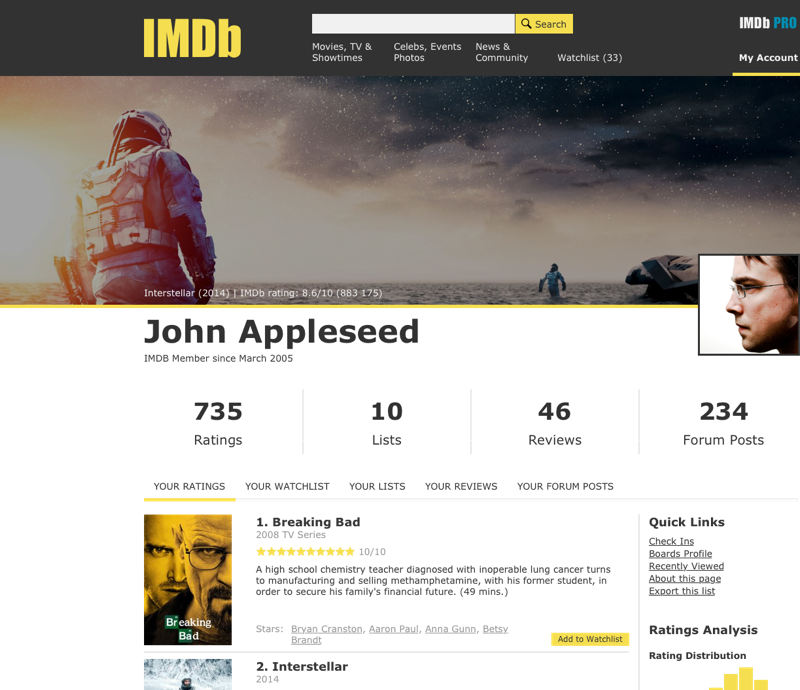 IMDb
Search
IMDb PRO
Movies, TV &
Showtimes
Celebs, Events
Photos
News &
Community
Watchlist (33)
My Account
Interstellar (2014) | IMDb rating: 8.6/10 (883 175)
John Appleseed
IMDB Member since March 2005
735
Ratings
10
Lists
46
Reviews
234
Forum Posts
YOUR RATINGS
YOUR WATCHLIST
YOUR LISTS
YOUR REVIEWS
YOUR FORUM POSTS
Breaking
Bad
1. Breaking Bad
2008 TV Series
10/10
A high school chemistry teacher diagnosed with inoperable lung cancer turns
to manufacturing and selling methamphetamine, with his former student, in
order to secure his family's financial future. (49 mins.)
Stars: Bryan Cranston, Aaron Paul, Anna Gunn, Betsy
Brandt
Add to Watchlist
2. Interstellar
2014
Quick Links
Check Ins
Boards Profile
Recently Viewed
About this page
Export this list
Ratings Analysis
Rating Distribution